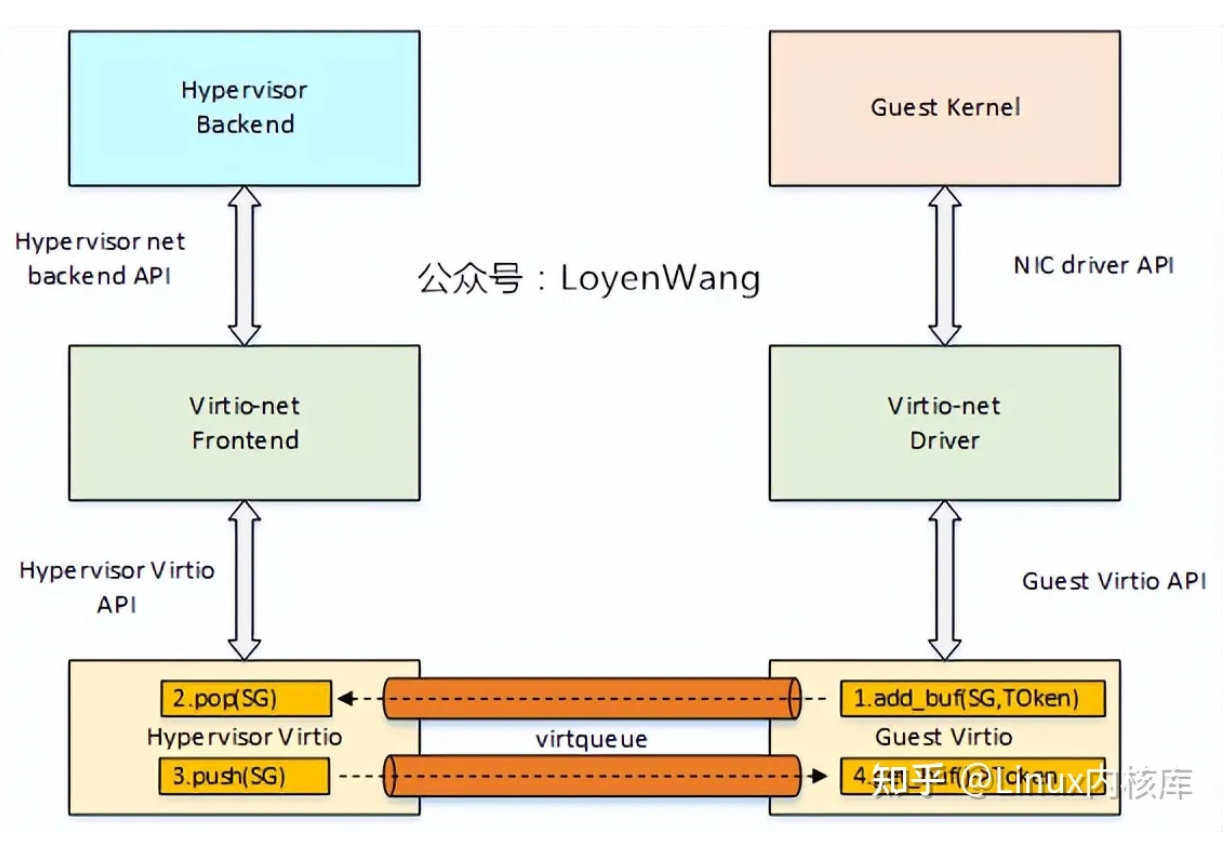 Hypervisor
Backend
Guest Kernel
Hypervisor net
backend API
NIC driver API
公众号：LoyenWang
Virtio-net
Frontend
Virtio-net
Driver
Hypervisor Virtio
API
Guest Virtio API
2.pop(SG)
1.add_buf(SG,TOken)
Hypervisor Virtio
virtqueue
Guest Virtio
3.push(SG)
知乎 @Linux内核库